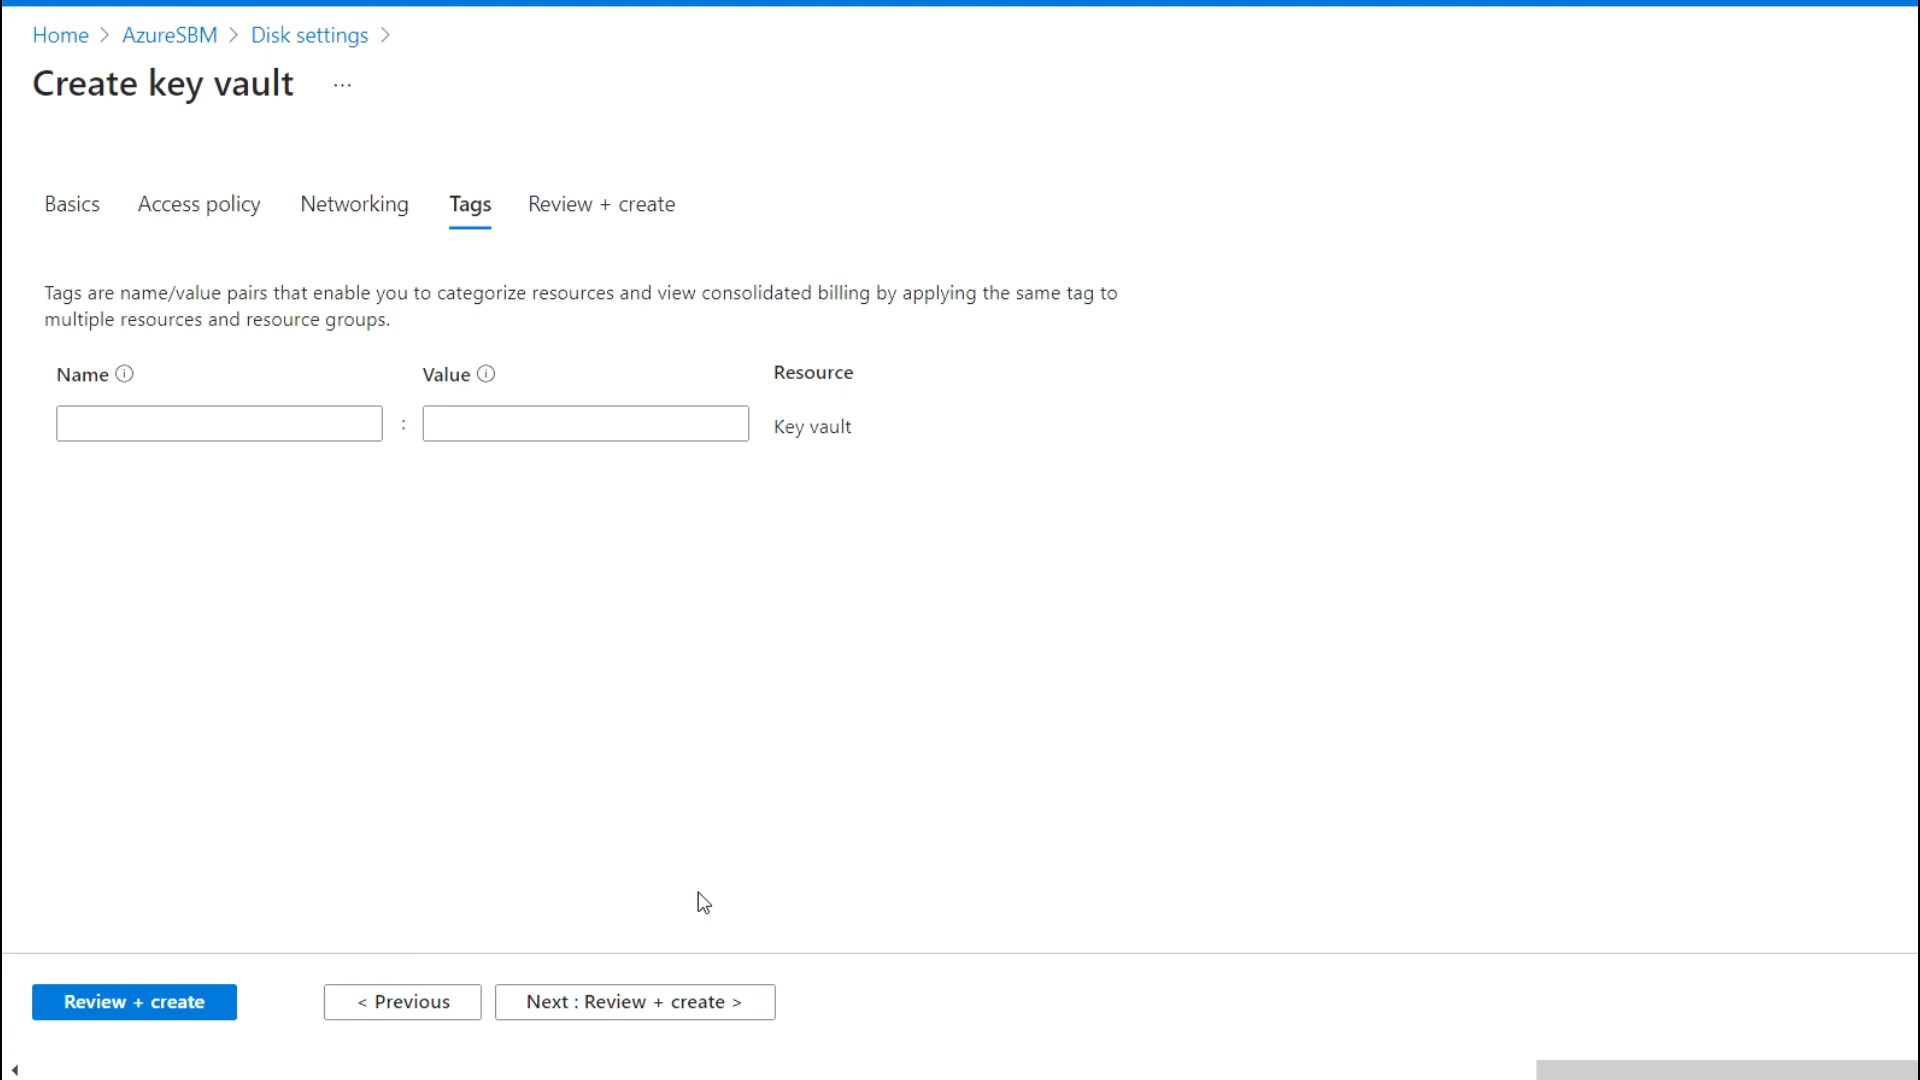 Home > AzureSBM > Disk settings >
Create key vault ...
Basics Access policy Networking Tags Review + create
Tags are name/value pairs that enable you to categorize resources and view consolidated billing by applying the same tag to
multiple resources and resource groups.
Name Value Resource
: Key vault
Review + create < Previous Next : Review + create >